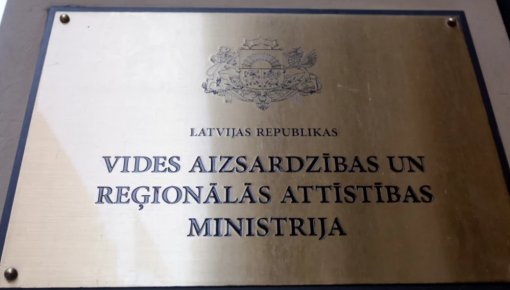 LATVIJAS REPUBLIKAS
VIDES AIZSARDZĪBAS UN
REĢIONĀLĀS ATTĪSTĪBAS
MINISTRIJA